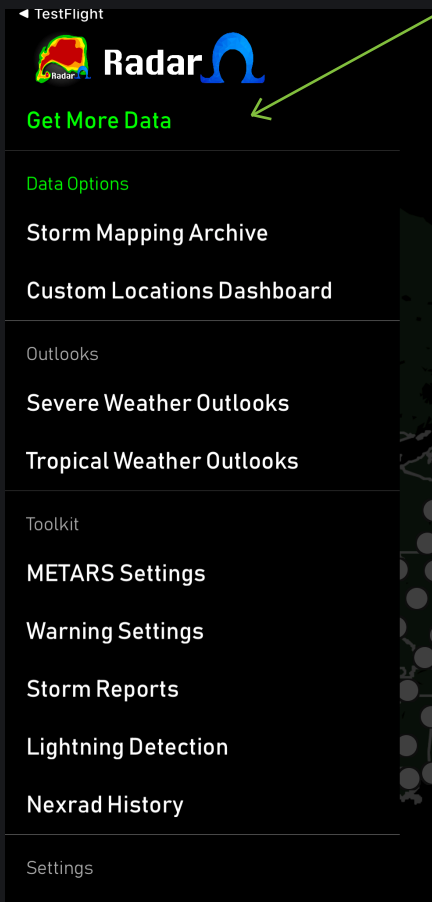 ◀ TestFlight
Radar
RadarΩ
Get More Data
Data Options
Storm Mapping Archive
Custom Locations Dashboard
Outlooks
Severe Weather Outlooks
Tropical Weather Outlooks
Toolkit
METARS Settings
Warning Settings
Storm Reports
Lightning Detection
Nexrad History
Settings